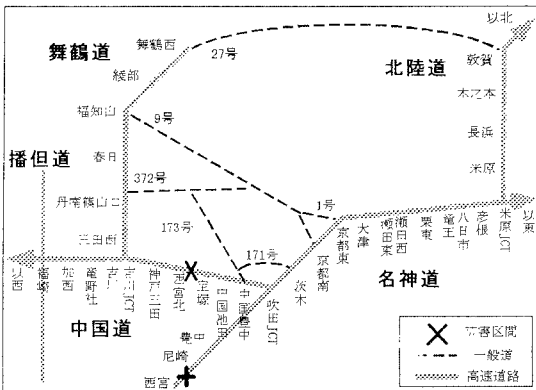 以北
舞鶴道
舞鶴西
27号
北陸道
敦賀
綾部
木之本
福知山
9号
長浜
播但道
春日
米原
372号
丹南篠山口
1号
173号
三田西
171号
京都東
大津
瀬田東
瀬田西
栗東
竜王
八日市
彦根
米原JCT
以東
京都南
名神道
茨木
以西
福崎
加西
滝野社
吉川
吉川JCT
神戸三田
西宮北
宝塚
中国池田
中国豊中
吹田JCT
中国道
豊中
尼崎
西宮
区間
一般道
高速道路